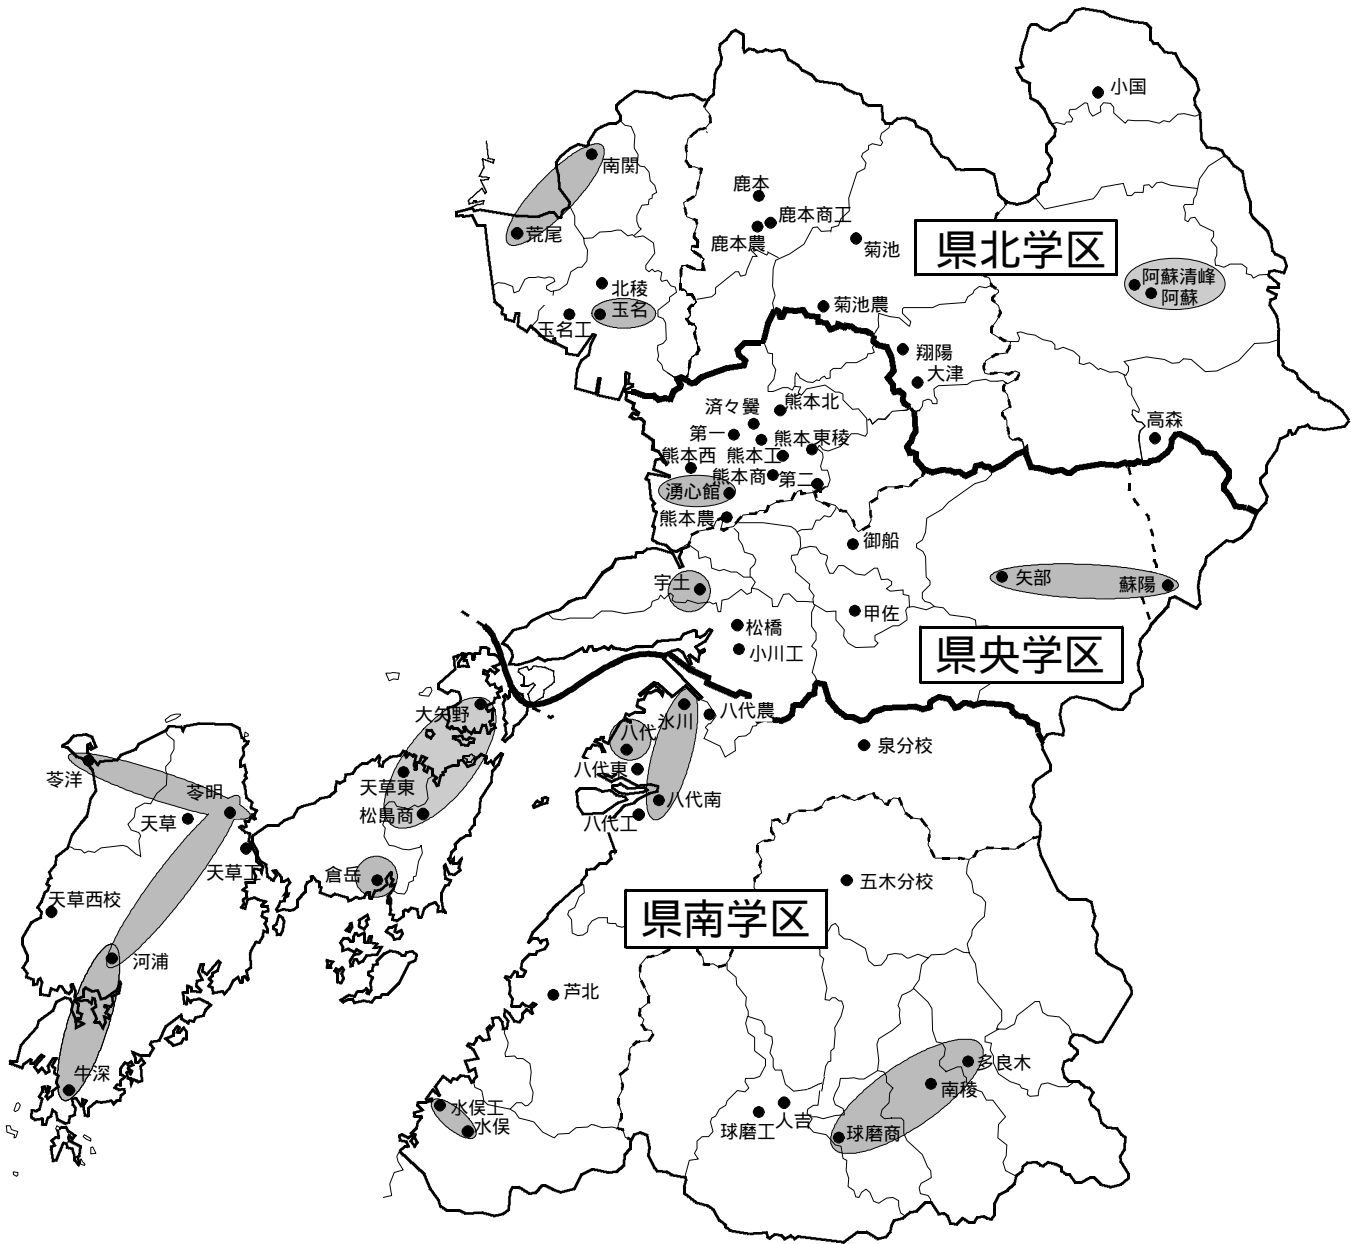 小国
南関
鹿本
鹿本商工
鹿本農
荒尾
菊池
県北学区
阿蘇清峰
阿蘇
北稜
玉名
玉名工
菊池農
翔陽
大津
済々黌
熊本北
高森
第一
熊本東稜
熊本西
熊本工
熊本商
第二
湧心館
熊本農
御船
宇土
矢部
蘇陽
甲佐
松橋
小川工
県央学区
大矢野
氷川
八代農
八代
泉分校
苓洋
八代東
天草東
苓明
八代南
松島商
天草
八代工
天草工
倉岳
五木分校
天草西校
県南学区
河浦
芦北
多良木
牛深
南稜
水俣工
水俣
人吉
球磨工
球磨商